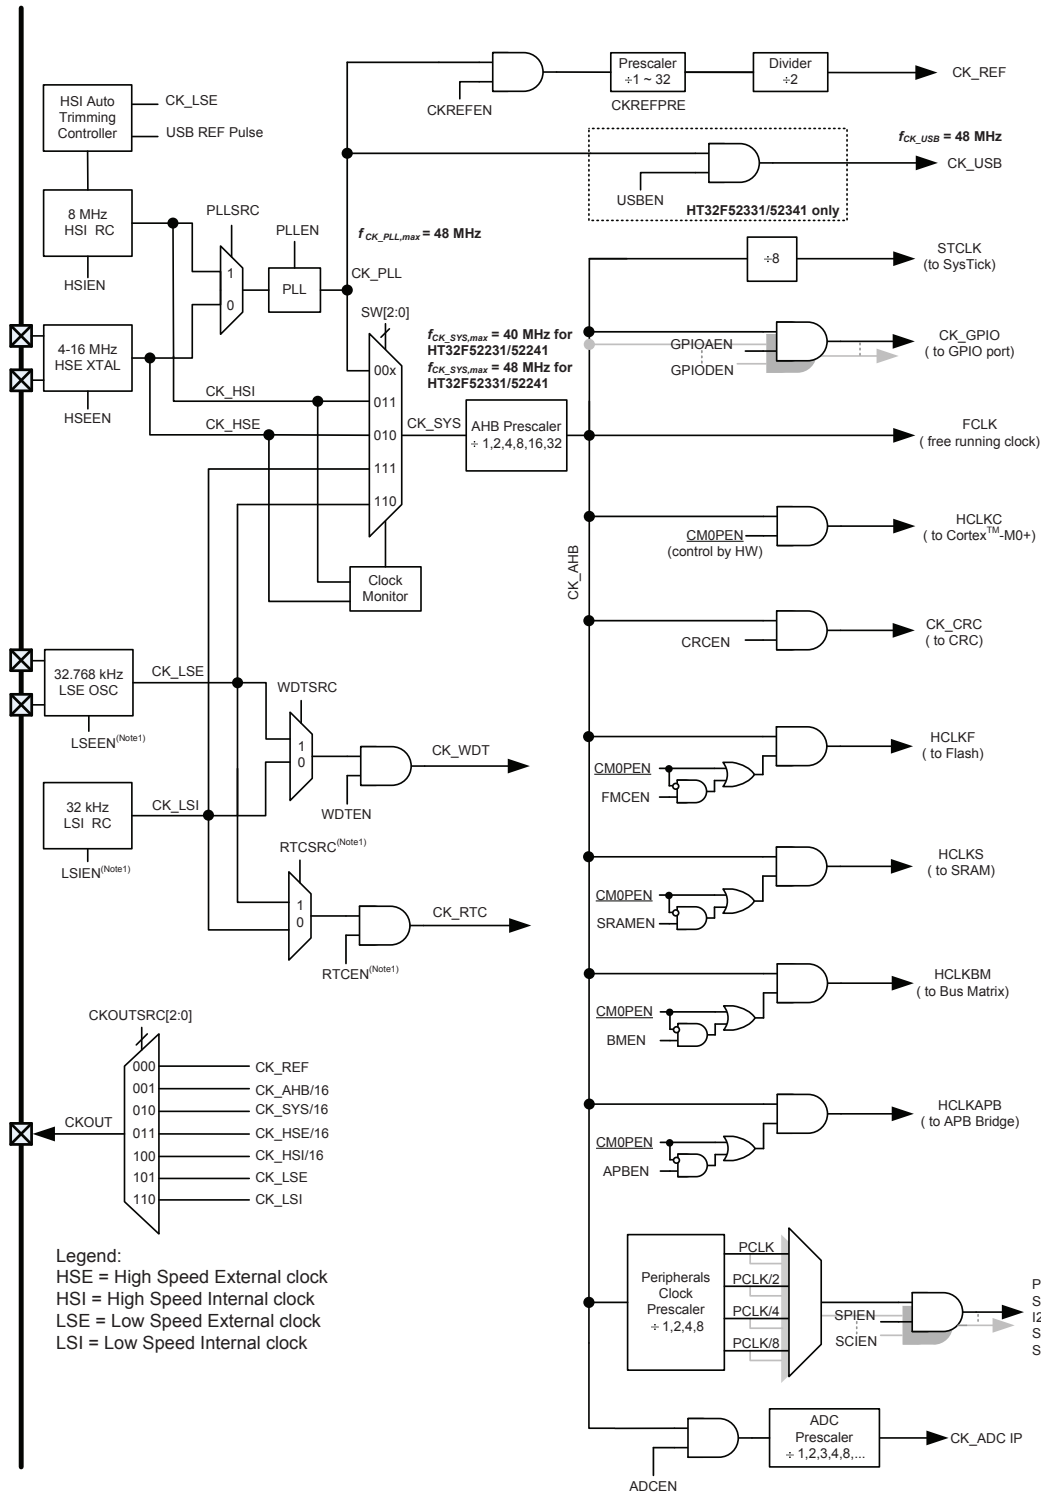 Prescaler
÷1 ~ 32
Divider
÷2
CK_REF
CKREFEN
CKREFPRE
HSI Auto
Trimming
Controller
CK_LSE
USB REF Pulse
fCK_USB = 48 MHz
CK_USB
USBEN
HT32F52331/52341 only
8 MHz
HSI RC
HSIEN
PLLSRC
1
0
PLLEN
PLL
fCK_PLL,max = 48 MHz
CK_PLL
÷8
STCLK
(to SysTick)
4-16 MHz
HSE XTAL
HSEEN
SW[2:0]
00x
011
010
111
110
fCK_SYS,max = 40 MHz for
HT32F52231/52241
fCK_SYS,max = 48 MHz for
HT32F52331/52341
GPIOAEN
GPIODEN
CK_GPIO
( to GPIO port)
CK_HSI
CK_HSE
CK_SYS
AHB Prescaler
÷ 1,2,4,8,16,32
FCLK
( free running clock)
CM0PEN
(control by HW)
HCLKC
( to Cortex™-M0+)
Clock
Monitor
CK_AHB
CRCEN
CK_CRC
( to CRC)
32.768 kHz
LSE OSC
LSEEN(Note1)
CK_LSE
WDTSRC
1
0
CK_WDT
WDTEN
CM0PEN
FMCEN
HCLKF
( to Flash)
32 kHz
LSI RC
LSIEN(Note1)
CK_LSI
RTCSRC(Note1)
1
0
CK_RTC
RTCEN(Note1)
CM0PEN
SRAMEN
HCLKS
( to SRAM)
CM0PEN
BMEN
HCLKBM
( to Bus Matrix)
CKOUTSRC[2:0]
CKOUT
000 CK_REF
001 CK_AHB/16
010 CK_SYS/16
011 CK_HSE/16
100 CK_HSI/16
101 CK_LSE
110 CK_LSI
CM0PEN
APBEN
HCLKAPB
( to APB Bridge)
Legend:
HSE = High Speed External clock
HSI = High Speed Internal clock
LSE = Low Speed External clock
LSI = Low Speed Internal clock
Peripherals
Clock
Prescaler
÷ 1,2,4,8
PCLK
PCLK/2
PCLK/4
PCLK/8
SPIEN
SCIEN
P
S
I2
S
S
ADCEN
ADC
Prescaler
÷ 1,2,3,4,8,...
CK_ADC IP